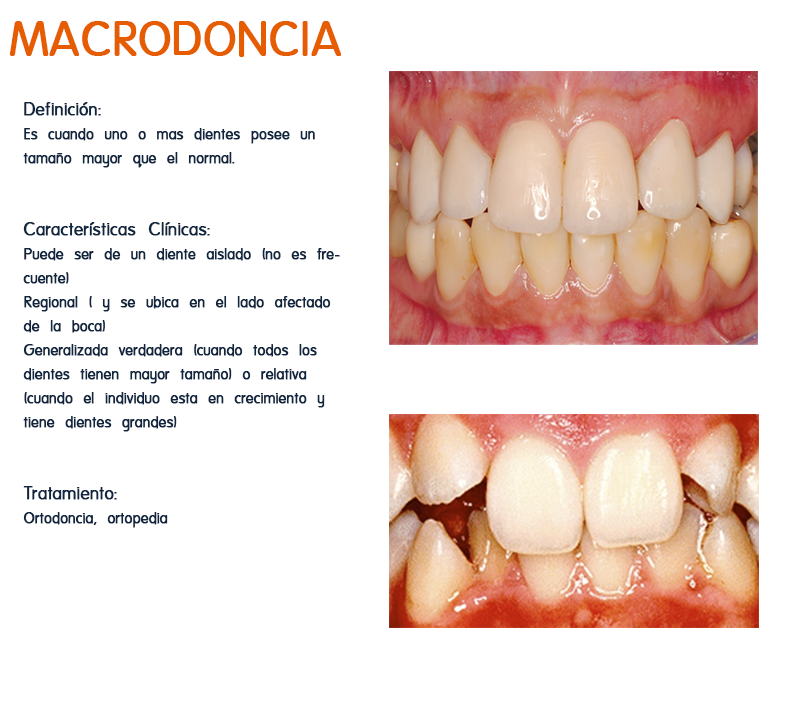 MACRODONCIA
Definición:
Es cuando uno o mas dientes posee un
tamaño mayor que el normal.
Características Clínicas:
Puede ser de un diente aislado (no es fre-
cuente)
Regional ( y se ubica en el lado afectado
de la boca)
Generalizada verdadera (cuando todos los
dientes tienen mayor tamaño) o relativa
(cuando el individuo esta en crecimiento y
tiene dientes grandes)
Tratamiento:
Ortodoncia, ortopedia